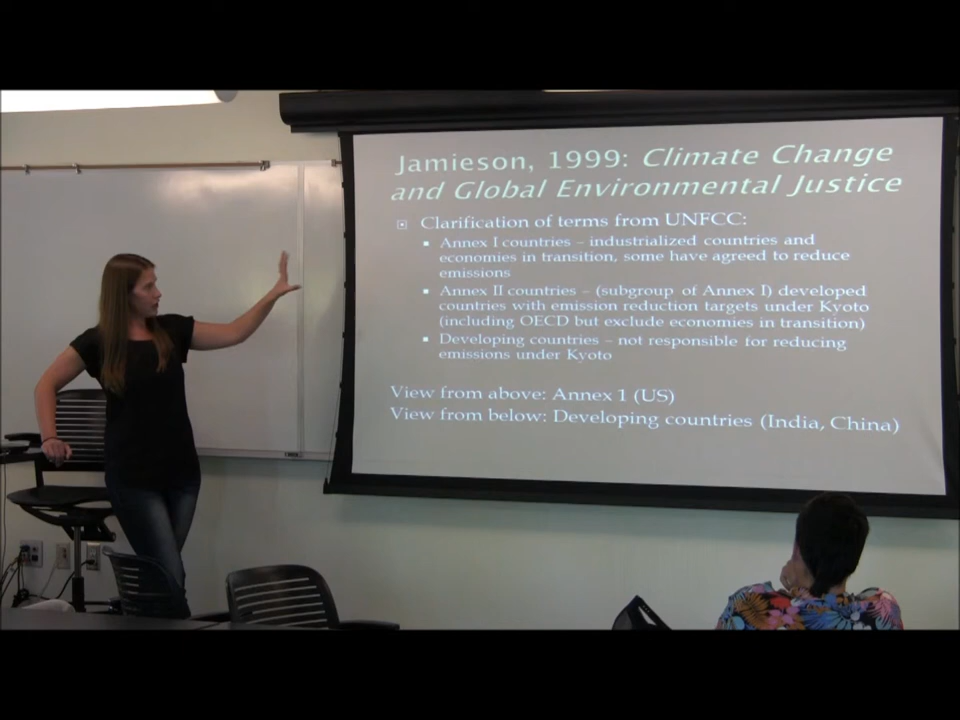 Jamieson, 1999: Climate Change
and Global Environmental Justice
Clarification of terms from UNFCC:
Annex I countries – industrialized countries and
economies in transition, some have agreed to reduce
emissions
Annex II countries – (subgroup of Annex I) developed
countries with emission reduction targets under Kyoto
(including OECD but exclude economies in transition)
Developing countries – not responsible for reducing
emissions under Kyoto
View from above: Annex 1 (US)
View from below: Developing countries (India, China)